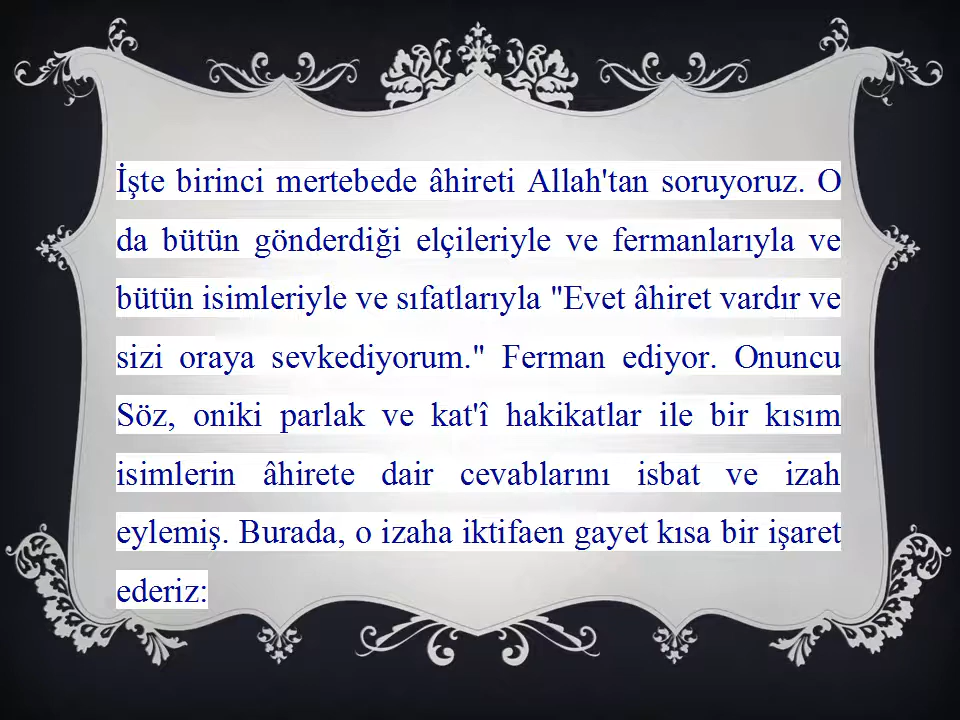 İşte birinci mertebede âhireti Allah'tan soruyoruz. O
da bütün gönderdiği elçileriyle ve fermanlarıyla ve
bütün isimleriyle ve sıfatlarıyla "Evet âhiret vardır ve
sizi oraya sevkediyorum." Ferman ediyor. Onuncu
Söz, oniki parlak ve kat'î hakikatlar ile bir kısım
isimlerin âhirete dair cevablarını isbat ve izah
eylemiş. Burada, o izaha iktifaen gayet kısa bir işaret
ederiz: